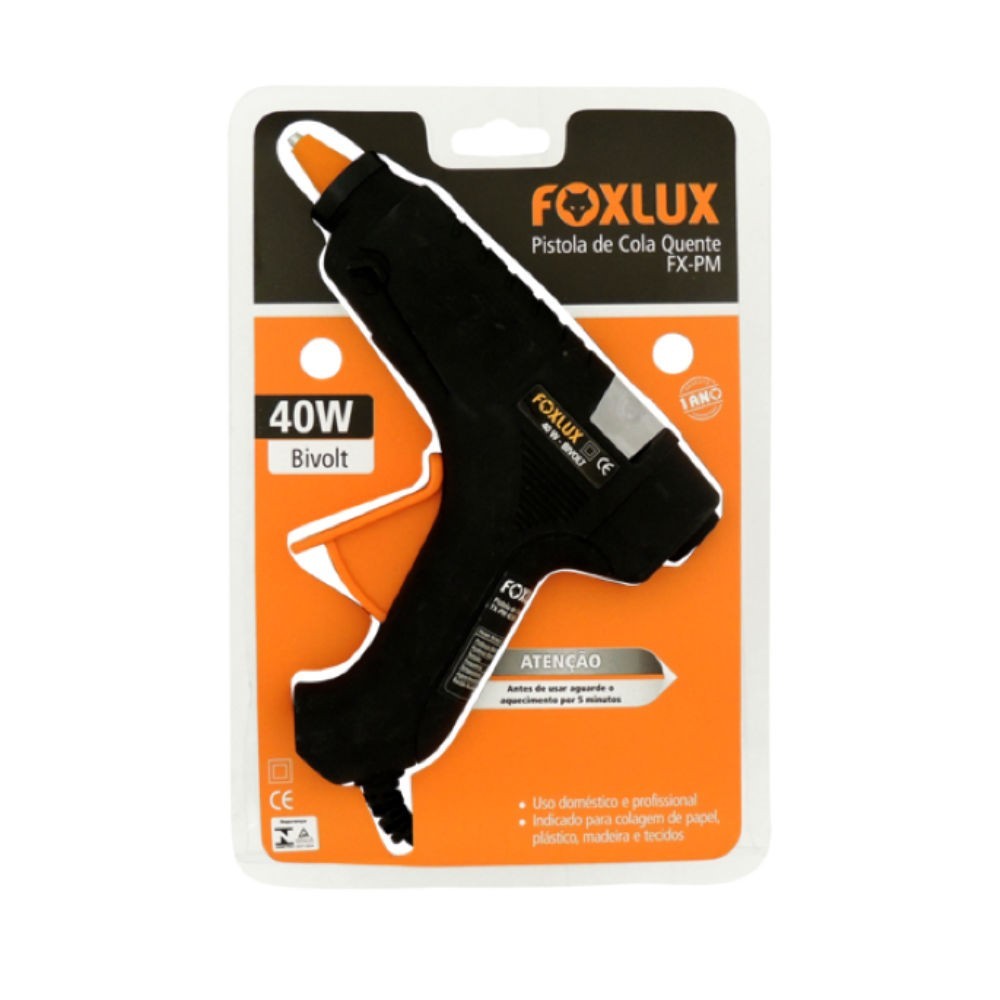 FOXLUX
Pistola de Cola Quente
FX-PM
40W
Bivolt
1 ANO
FOXLUX
40 W - BIVOLT
CE
ATENÇÃO
Antes de usar aguarde o
aquecimento por 5 minutos
CE
Segurança
• Uso doméstico e profissional
• Indicado para colagem de papel,
plástico, madeira e tecidos